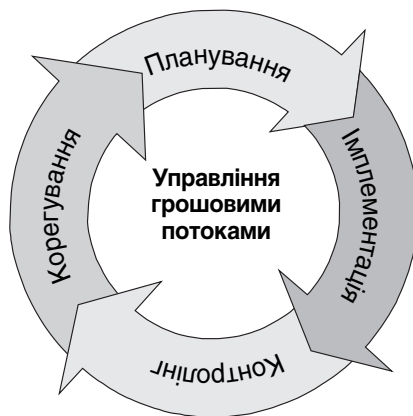 Планування
Імплементація
Контролінг
Корегування
Управління
грошовими
потоками